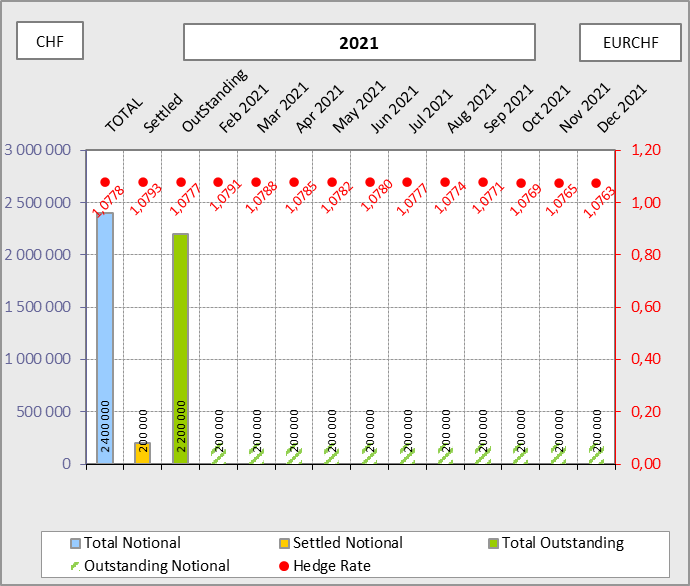 CHF
2021
EURCHF
TOTAL
Settled
OutStanding
Feb 2021
Mar 2021
Apr 2021
May 2021
Jun 2021
Jul 2021
Aug 2021
Sep 2021
Oct 2021
Nov 2021
Dec 2021
3 000 000
2 500 000
2 000 000
1 500 000
1 000 000
500 000
0
1,20
1,00
0,80
0,60
0,40
0,20
0,00
1,0778
1,0793
1,0777
1,0791
1,0788
1,0785
1,0782
1,0780
1,0777
1,0774
1,0771
1,0769
1,0765
1,0763
2 400 000
200 000
2 200 000
200 000
200 000
200 000
200 000
200 000
200 000
200 000
200 000
200 000
200 000
200 000
Total Notional
Settled Notional
Total Outstanding
Outstanding Notional
Hedge Rate